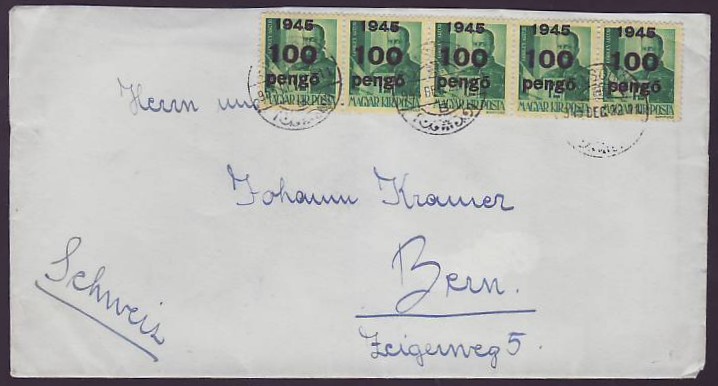 1945 1945 1945 1945 1945
100 100 100 100 100
pengő pengő pengő pengő pengő
MAGYAR KIR. POSTA MAGYAR KIR. POSTA MAGYAR KIR. POSTA MAGYAR KIR. POSTA MAGYAR KIR. POSTA
Herrn und
Johann Kramer
Schweiz
Bern.
Zeigerweg 5.